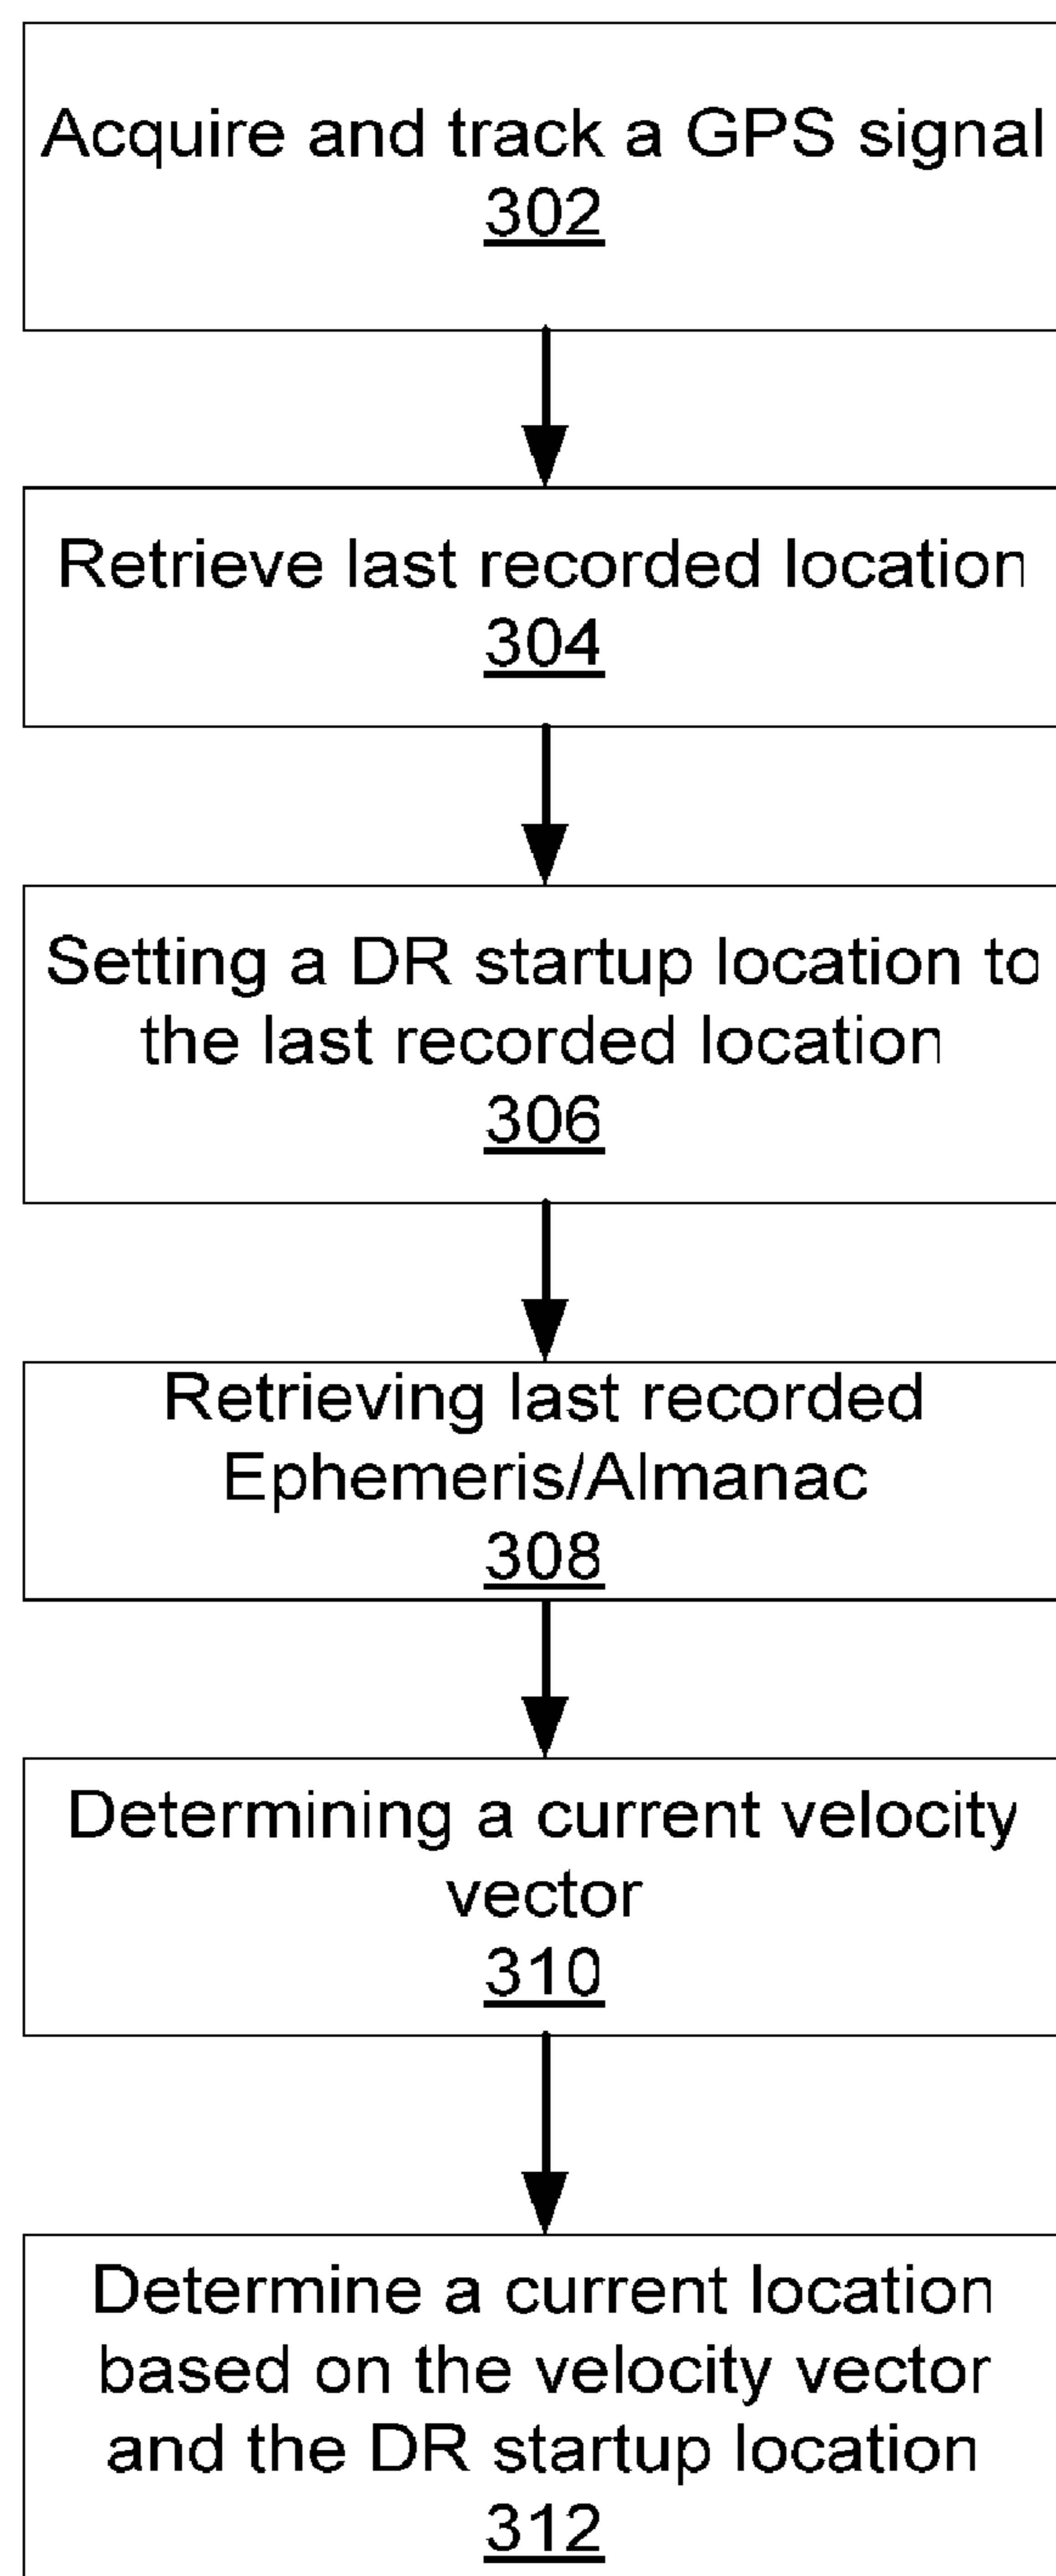 Acquire and track a GPS signal
302
Retrieve last recorded location
304
Setting a DR startup location to
the last recorded location
306
Retrieving last recorded
Ephemeris/Almanac
308
Determining a current velocity
vector
310
Determine a current location
based on the velocity vector
and the DR startup location
312